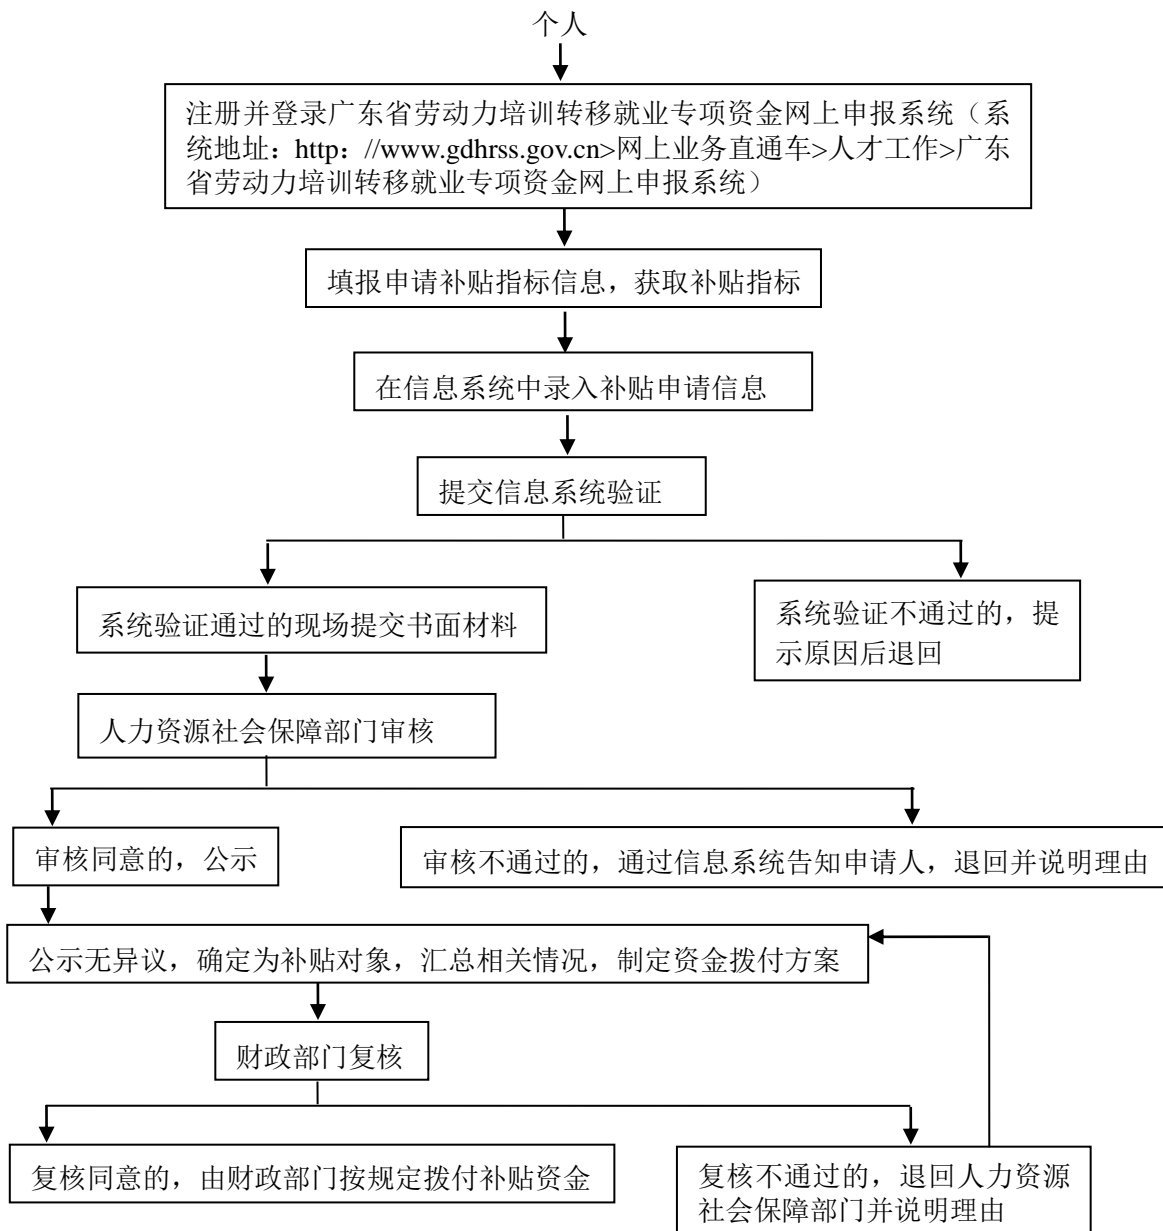 个人
注册并登录广东省劳动力培训转移就业专项资金网上申报系统（系
统地址：http：//www.gdhrss.gov.cn>网上业务直通车>人才工作>广东
省劳动力培训转移就业专项资金网上申报系统）
填报申请补贴指标信息，获取补贴指标
在信息系统中录入补贴申请信息
提交信息系统验证
系统验证通过的现场提交书面材料
系统验证不通过的，提
示原因后退回
人力资源社会保障部门审核
审核同意的，公示
审核不通过的，通过信息系统告知申请人，退回并说明理由
公示无异议，确定为补贴对象，汇总相关情况，制定资金拨付方案
财政部门复核
复核同意的，由财政部门按规定拨付补贴资金
复核不通过的，退回人力资源
社会保障部门并说明理由